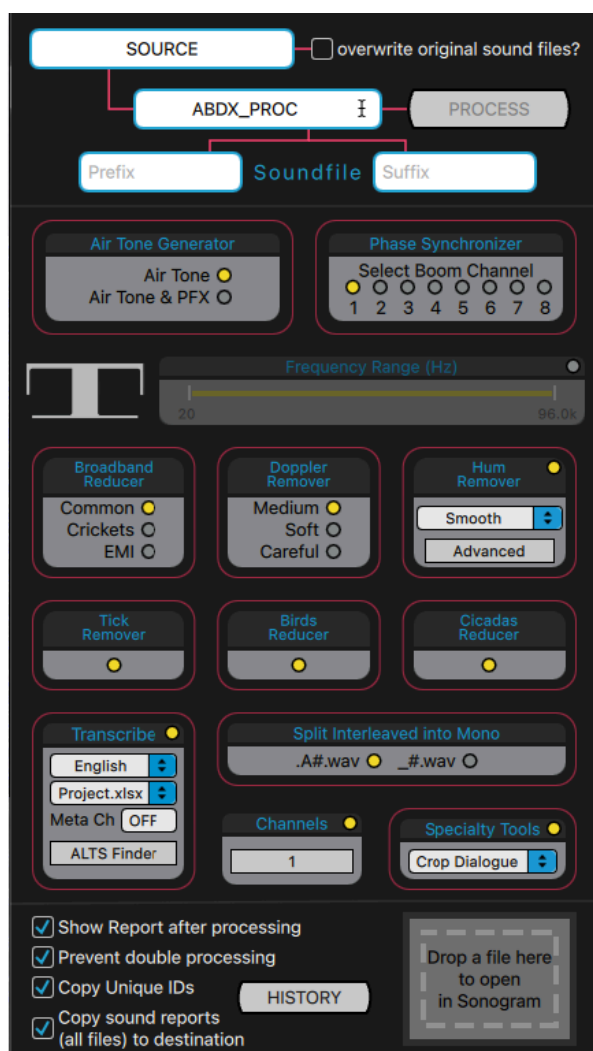 SOURCE
overwrite original sound files?
ABDX_PROC
PROCESS
Prefix
Soundfile
Suffix
Air Tone Generator
Air Tone
Air Tone & PFX
Phase Synchronizer
Select Boom Channel
1 2 3 4 5 6 7 8
Frequency Range (Hz)
20
96.0k
Broadband
Reducer
Common
Crickets
EMI
Doppler
Remover
Medium
Soft
Careful
Hum
Remover
Smooth
Advanced
Tick
Remover
Birds
Reducer
Cicadas
Reducer
Transcribe
English
Project.xlsx
Meta Ch OFF
ALTS Finder
Split Interleaved into Mono
.A#.wav _#.wav
Channels
1
Specialty Tools
Crop Dialogue
Show Report after processing
Prevent double processing
Copy Unique IDs
Copy sound reports
(all files) to destination
HISTORY
Drop a file here
to open
in Sonogram